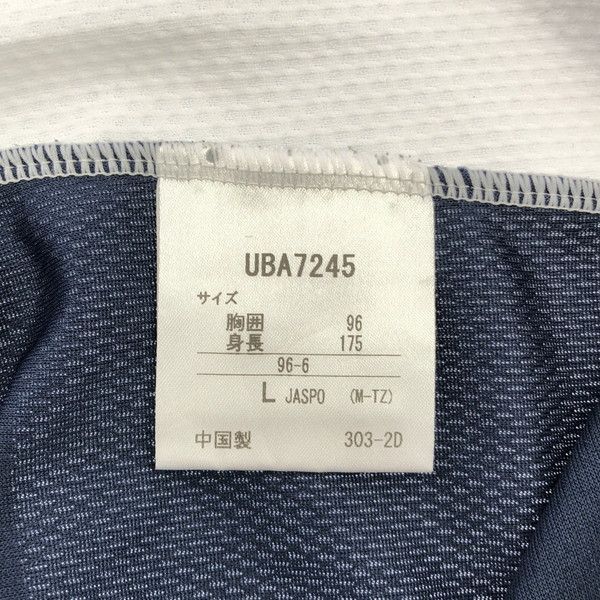 UBA7245
サイズ
胸囲 96
身長 175
96-6
L JASPO (M-TZ)
中国製 303-2D